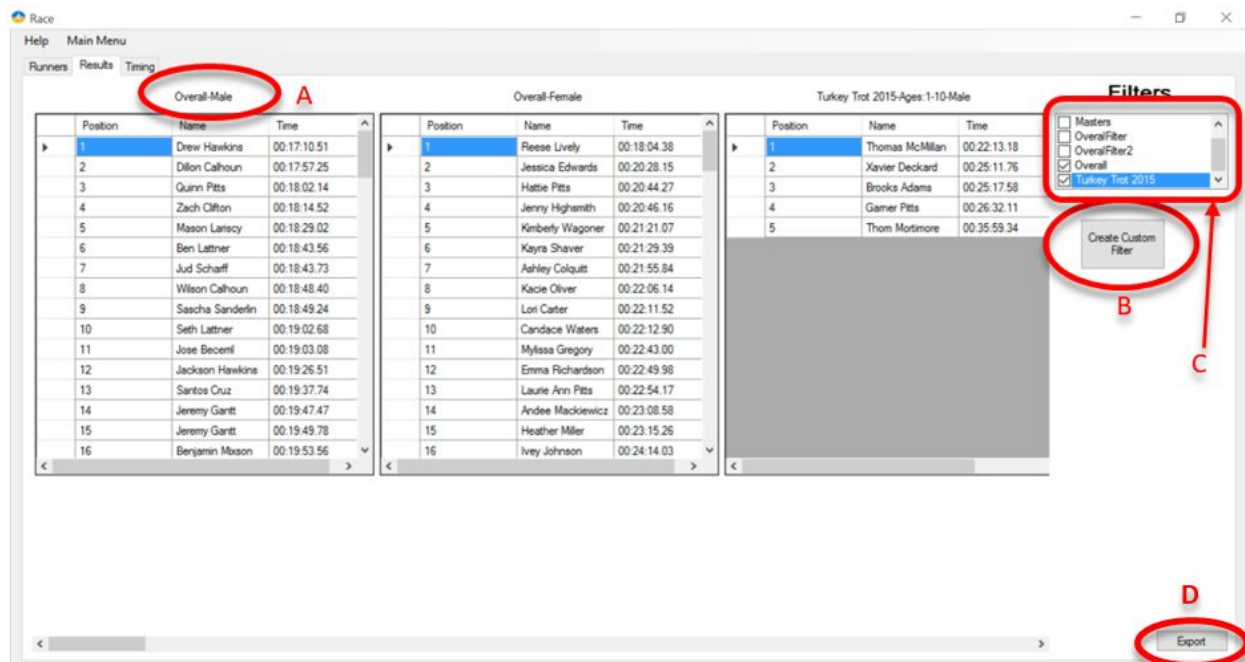 Race
Help Main Menu
Runners Results Timing
Overall-Male A Overall-Female Turkey Trot 2015-Ages:1-10-Male Filters
Position Name Time Position Name Time Position Name Time
1 Drew Hawkins 00:17:10.51 1 Reese Lively 00:18:04.38 1 Thomas McMillan 00:22:13.18
2 Dillon Calhoun 00:17:57.25 2 Jessica Edwards 00:20:28.15 2 Xavier Deckard 00:25:11.76
3 Quinn Pitts 00:18:02.14 3 Hattie Pitts 00:20:44.27 3 Brooks Adams 00:25:17.58
4 Zach Clifton 00:18:14.52 4 Jenny Highsmith 00:20:46.16 4 Garner Pitts 00:26:32.11
5 Mason Lariscy 00:18:29.02 5 Kimberly Wagoner 00:21:21.07 5 Thom Mortimore 00:35:59.34
6 Ben Lattner 00:18:43.56 6 Kayra Shaver 00:21:29.39
7 Jud Scharff 00:18:43.73 7 Ashley Colquitt 00:21:55.84
8 Wilson Calhoun 00:18:48.40 8 Kacie Oliver 00:22:06.14
9 Sascha Sanderlin 00:18:49.24 9 Lori Carter 00:22:11.52
10 Seth Lattner 00:19:02.68 10 Candace Waters 00:22:12.90
11 Jose Becemil 00:19:03.08 11 Mylissa Gregory 00:22:43.00
12 Jackson Hawkins 00:19:26.51 12 Emma Richardson 00:22:49.98
13 Santos Cruz 00:19:37.74 13 Laurie Ann Pitts 00:22:54.17
14 Jeremy Gantt 00:19:47.47 14 Andee Mackiewicz 00:23:08.58
15 Jeremy Gantt 00:19:49.78 15 Heather Miller 00:23:15.26
16 Benjamin Mixson 00:19:53.56 16 Ivey Johnson 00:24:14.03
Masters
OveralFilter
OveralFilter2
Overall
Turkey Trot 2015
Create Custom
Filter
B
C
D
Export